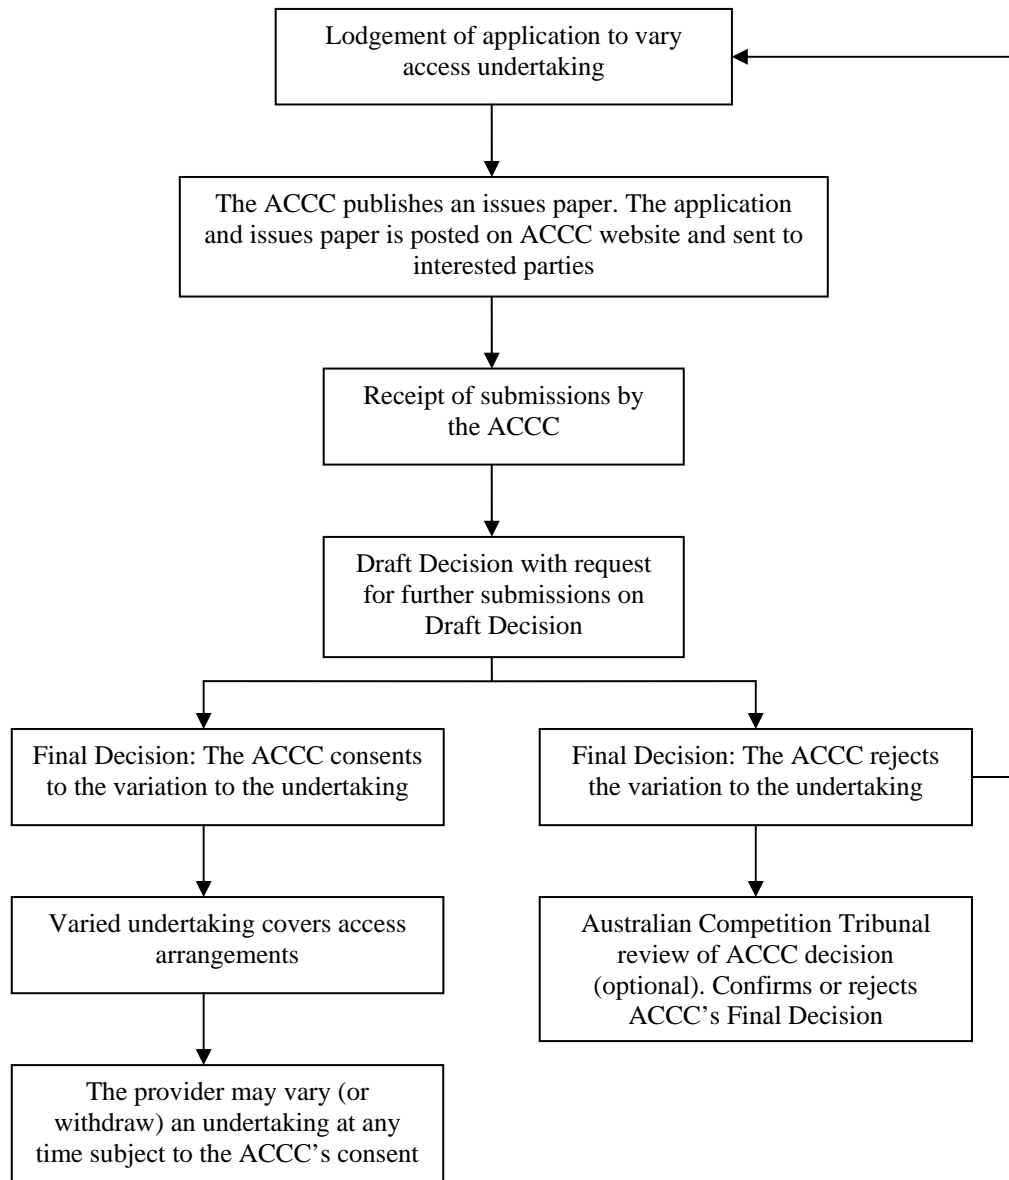 Lodgement of application to vary
access undertaking
The ACCC publishes an issues paper. The application
and issues paper is posted on ACCC website and sent to
interested parties
Receipt of submissions by
the ACCC
Draft Decision with request
for further submissions on
Draft Decision
Final Decision: The ACCC consents
to the variation to the undertaking
Final Decision: The ACCC rejects
the variation to the undertaking
Varied undertaking covers access
arrangements
Australian Competition Tribunal
review of ACCC decision
(optional). Confirms or rejects
ACCC’s Final Decision
The provider may vary (or
withdraw) an undertaking at any
time subject to the ACCC’s consent